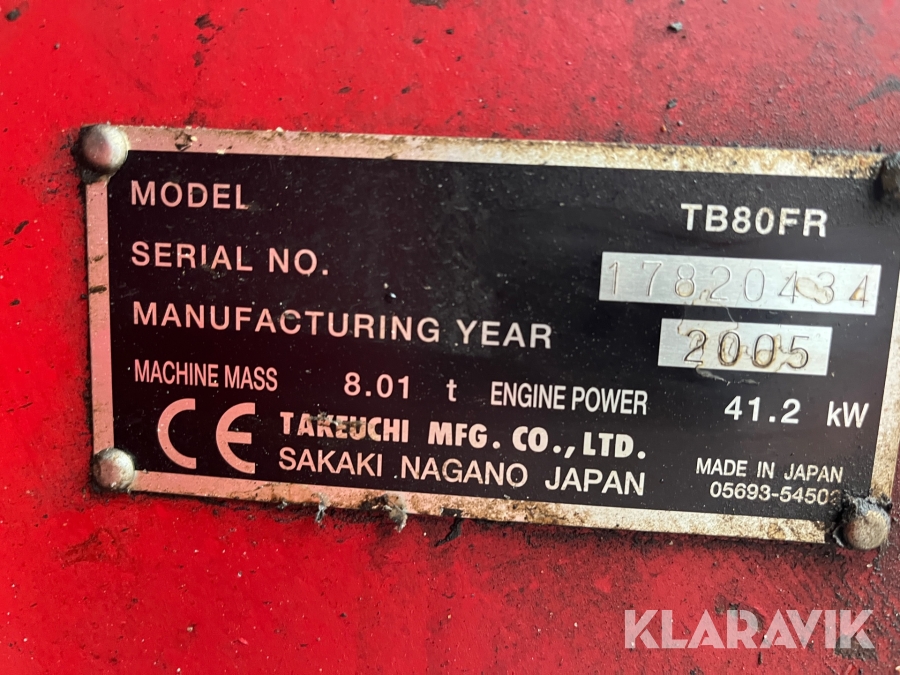 MODEL TB80FR
SERIAL NO. 17820434
MANUFACTURING YEAR 2005
MACHINE MASS 8.01 t ENGINE POWER 41.2 kW
CE TAKEUCHI MFG. CO., LTD.
SAKAKI NAGANO JAPAN
MADE IN JAPAN
KLARAVIK